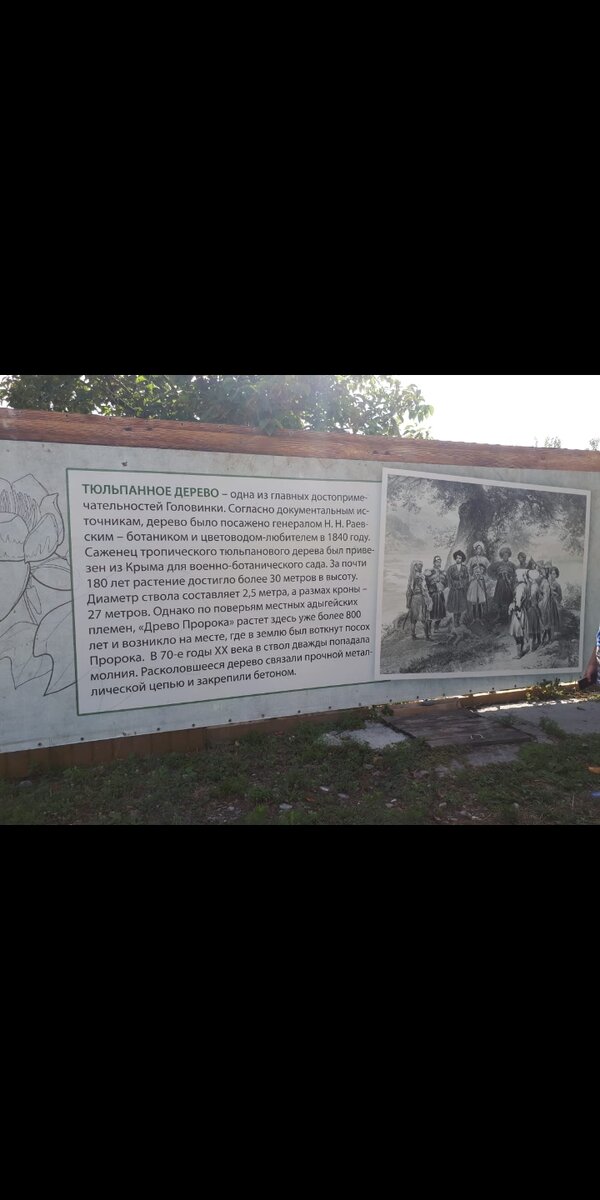 ТЮЛЬПАННОЕ ДЕРЕВО – одна из главных достоприме-
чательностей Головинки. Согласно документальным ис-
точникам, дерево было посажено генералом Н. Н. Раев-
ским – ботаником и цветоводом-любителем в 1840 году.
Саженец тропического тюльпанового дерева был приве-
зен из Крыма для военно-ботанического сада. За почти
180 лет растение достигло более 30 метров в высоту.
Диаметр ствола составляет 2,5 метра, а размах кроны –
27 метров. Однако по поверьям местных адыгейских
племен, «Древо Пророка» растет здесь уже более 800
лет и возникло на месте, где в землю был воткнут посох
Пророка. В 70-е годы XX века в ствол дважды попадала
молния. Расколовшееся дерево связали прочной метал-
лической цепью и закрепили бетоном.